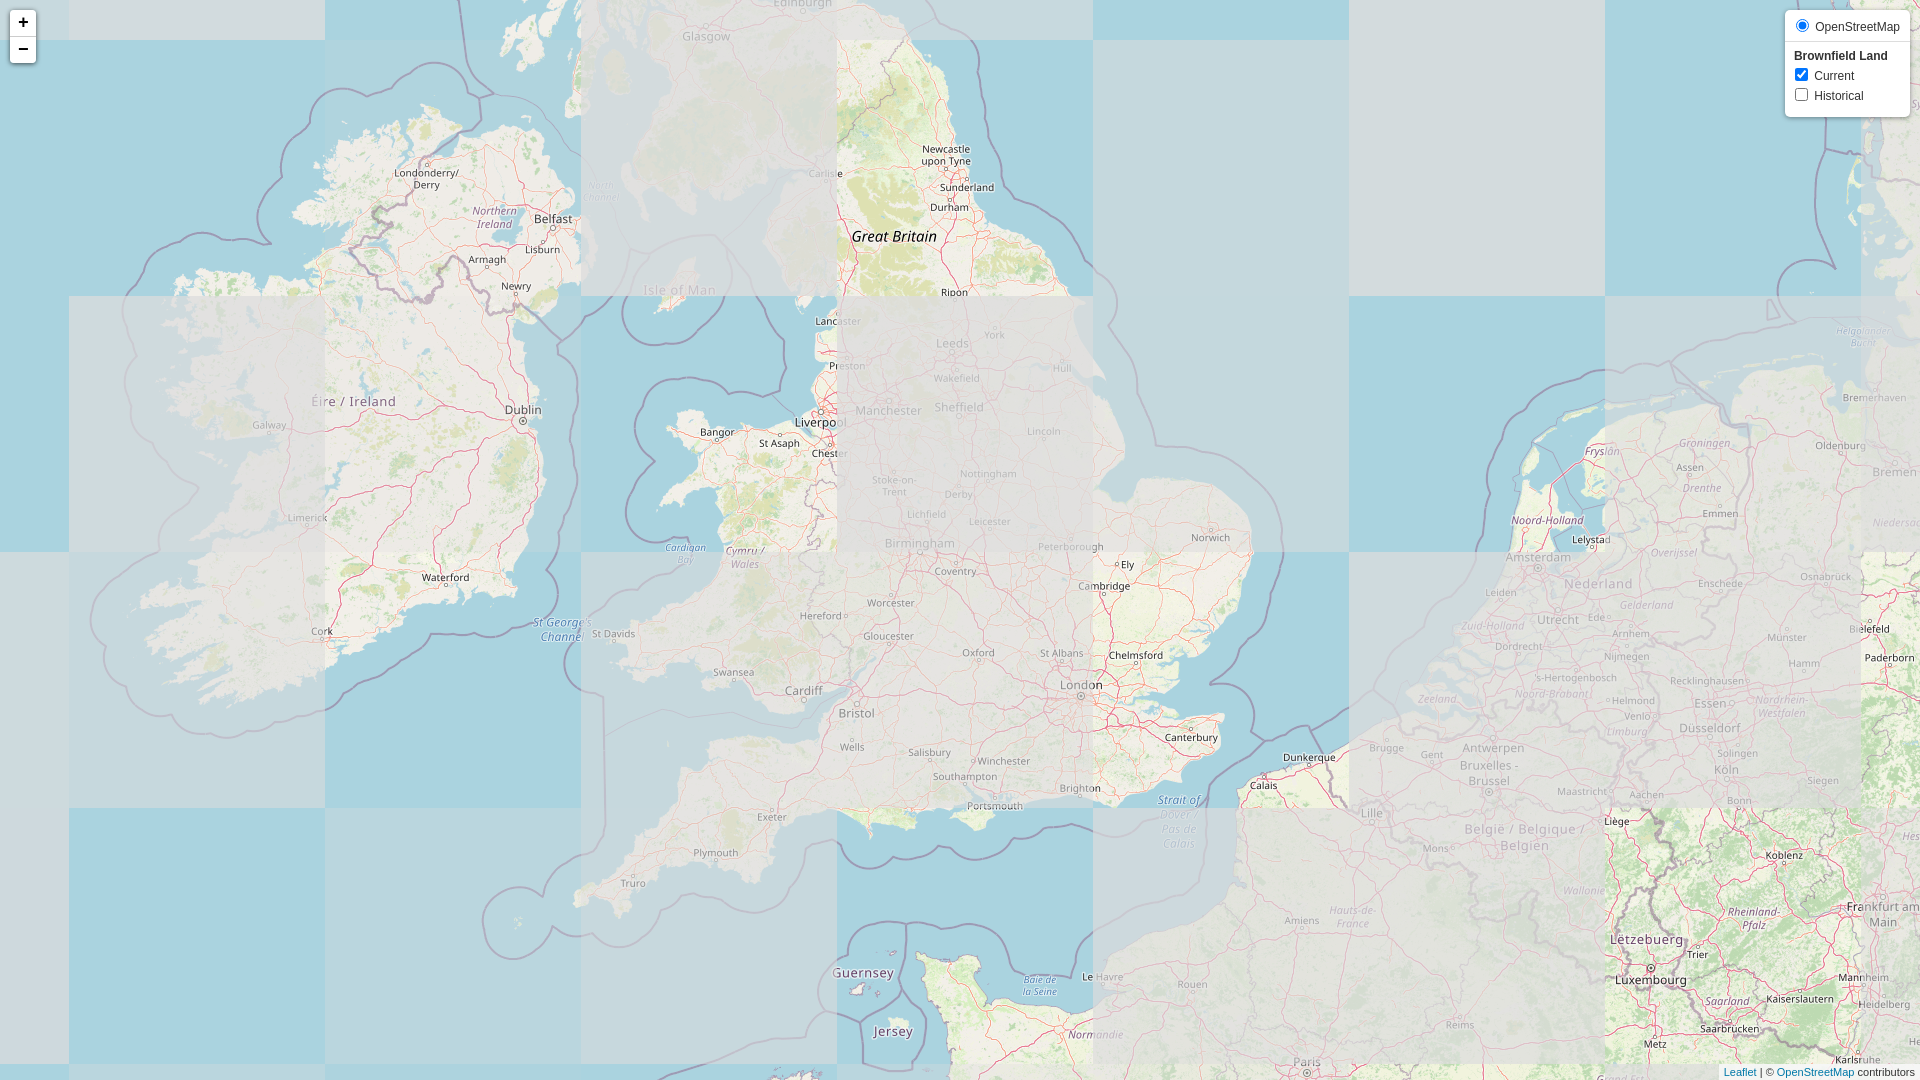 +
−
OpenStreetMap
Brownfield Land
Current
Historical
Edinburgh
Glasgow
Newcastle
upon Tyne
Londonderry/
Derry
Carlisle
North
Channel
Sunderland
Durham
Northern
Ireland
Belfast
Great Britain
Lisburn
Armagh
Newry
Isle of Man
Ripon
Lancaster
York
Helgoländer
Bucht
Leeds
Preston
Hull
Wakefield
Bremerhaven
Éire / Ireland
Dublin
Manchester
Sheffield
Galway
Liverpool
Bangor
Lincoln
St Asaph
Chester
Groningen
Oldenburg
Fryslân
Assen
Bremen
Nottingham
Stoke-on-
Trent
Derby
Drenthe
Lichfield
Emmen
Limerick
Leicester
Noord-Holland
Norwich
Birmingham
Lelystad
Peterborough
Cardigan
Bay
Cymru /
Wales
Amsterdam
Overijssel
Ely
Coventry
Waterford
Nederland
Enschede
Osnabrück
Cambridge
Leiden
Worcester
Gelderland
Hereford
Utrecht
Ede
St George's
Channel
Zuid-Holland
Bielefeld
Cork
St Davids
Gloucester
Arnhem
Münster
Dordrecht
Oxford
St Albans
Chelmsford
Nijmegen
Paderborn
Hamm
Swansea
's-Hertogenbosch
Recklinghausen
London
Cardiff
Noord-Brabant
Zeeland
Helmond
Essen
Nordrhein-
Westfalen
Bristol
Venlo
Düsseldorf
Limburg
Canterbury
Wells
Brugge
Antwerpen
Salisbury
Gent
Solingen
Dunkerque
Winchester
Bruxelles -
Brussel
Köln
Southampton
Siegen
Calais
Brighton
Maastricht
Aachen
Strait of
Dover /
Pas de
Calais
Bonn
Portsmouth
Exeter
Lille
Liège
België / Belgique /
Belgien
Plymouth
Mons
Koblenz
Truro
Wallonie
Hauts-de-
France
Rheinland-
Pfalz
Frankfurt am
Main
Amiens
Lëtzebuerg
Trier
Guernsey
Baie de
la Seine
Le Havre
Luxembourg
Mannheim
Rouen
Kaiserslautern
Saarland
Heidelberg
Jersey
Normandie
Reims
Saarbrücken
Metz
Karlsruhe
Paris
Leaflet | © OpenStreetMap contributors